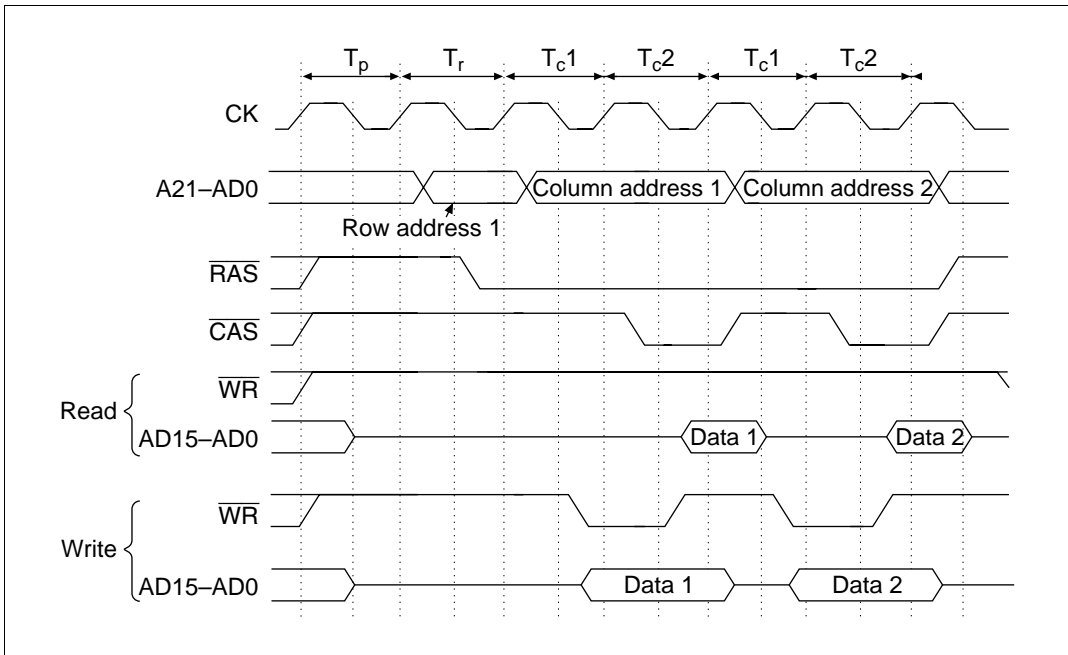 Tp Tr Tc1 Tc2 Tc1 Tc2
CK
A21–AD0 Column address 1 Column address 2
Row address 1
RAS
CAS
Read WR
AD15–AD0 Data 1 Data 2
Write WR
AD15–AD0 Data 1 Data 2